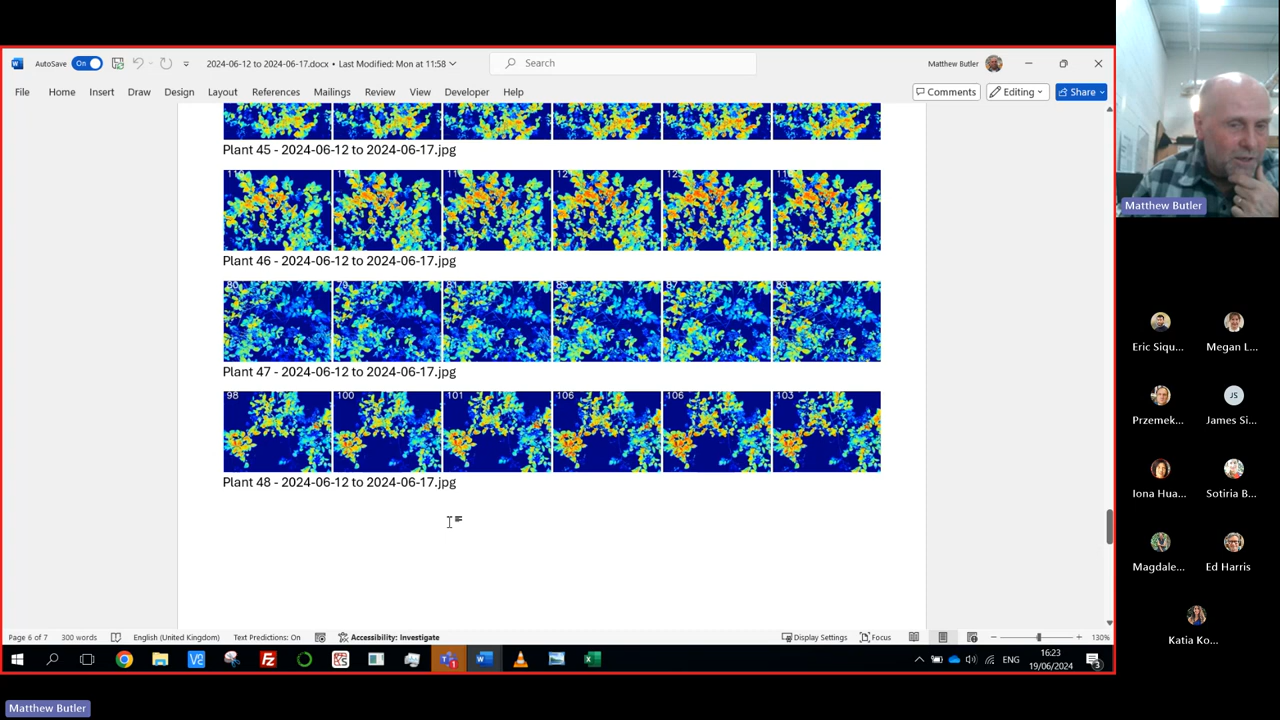 AutoSave On 2024-06-12 to 2024-06-17.docx • Last Modified: Mon at 11:58 Search Matthew Butler
File Home Insert Draw Design Layout References Mailings Review View Developer Help Comments Editing Share
Plant 45 - 2024-06-12 to 2024-06-17.jpg
Plant 46 - 2024-06-12 to 2024-06-17.jpg
Plant 47 - 2024-06-12 to 2024-06-17.jpg
98 100 101 106 106 103
Plant 48 - 2024-06-12 to 2024-06-17.jpg
Page 6 of 7 300 words English (United Kingdom) Text Predictions: On Accessibility: Investigate Display Settings Focus 130%
ENG 16:23
19/06/2024
Matthew Butler
Eric Siqu... Megan L...
Przemek... JS James Si...
Iona Hua... Sotiria B...
Magdale... Ed Harris
Katia Ko...
Matthew Butler